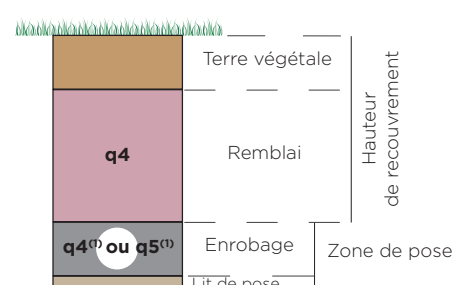 Terre végétale
Hauteur
de recouvrement
q4
Remblai
q4⁽¹⁾ ou q5⁽¹⁾
Enrobage
Zone de pose
Lit de pose